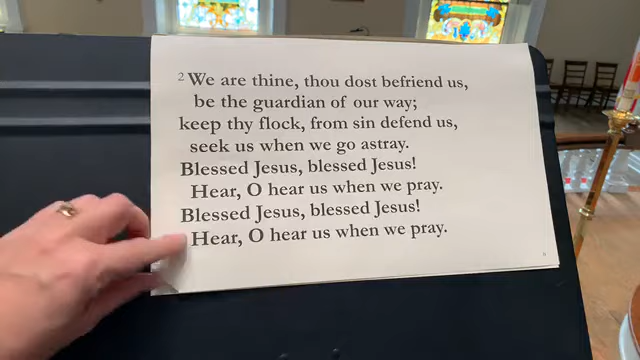 2 We are thine, thou dost befriend us,
be the guardian of our way;
keep thy flock, from sin defend us,
seek us when we go astray.
Blessed Jesus, blessed Jesus!
Hear, O hear us when we pray.
Blessed Jesus, blessed Jesus!
Hear, O hear us when we pray.